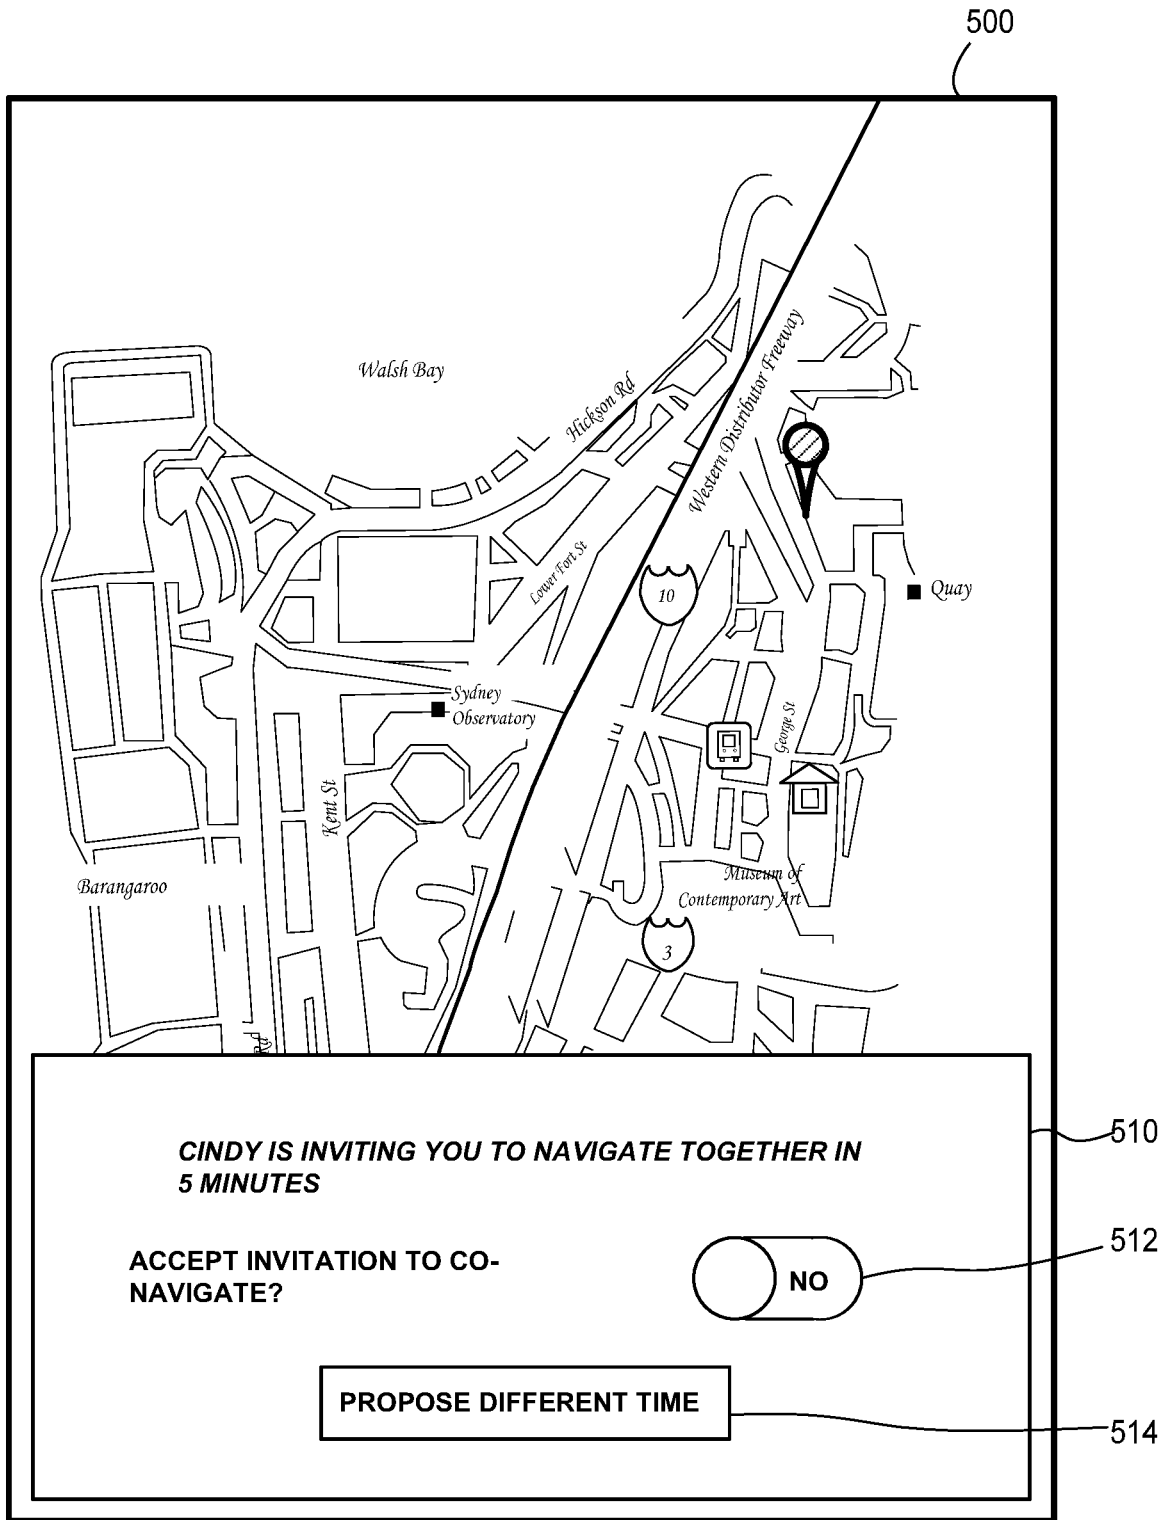 500
Walsh Bay
Hickson Rd
Western Distributor Freeway
Lower Fort St
10
Quay
Sydney
Observatory
George St
Kent St
Barangaroo
Museum of
Contemporary Art
3
Rd
CINDY IS INVITING YOU TO NAVIGATE TOGETHER IN
5 MINUTES
510
ACCEPT INVITATION TO CO-
NAVIGATE?
NO
512
PROPOSE DIFFERENT TIME
514